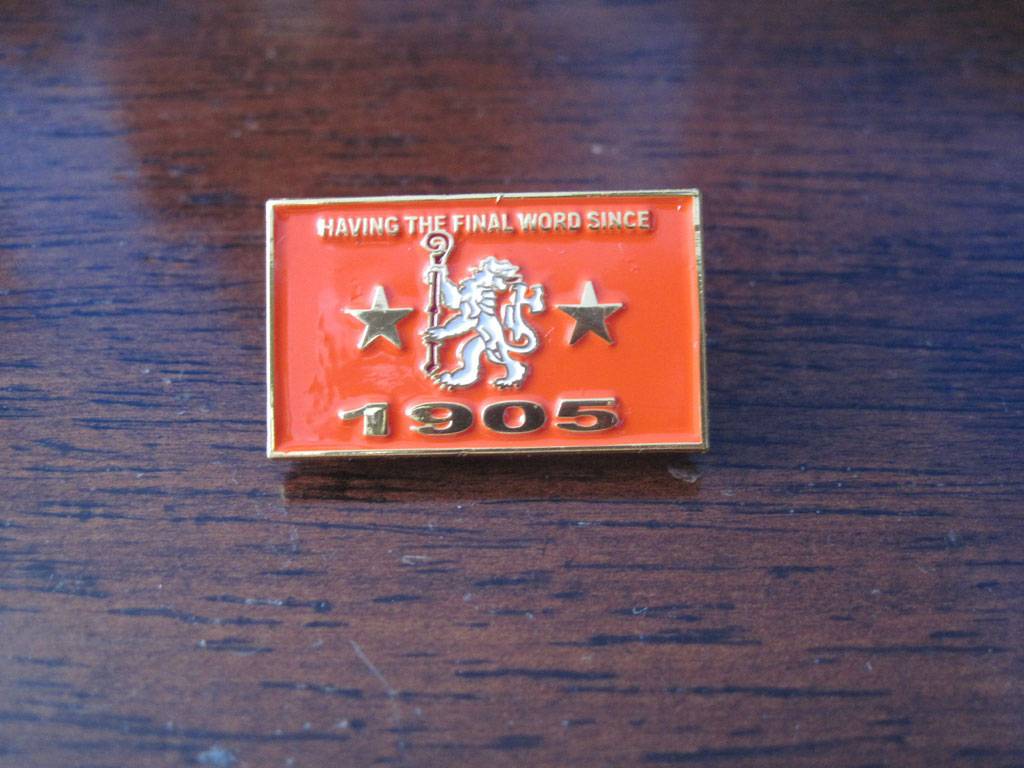 HAVING THE FINAL WORD SINCE
1905